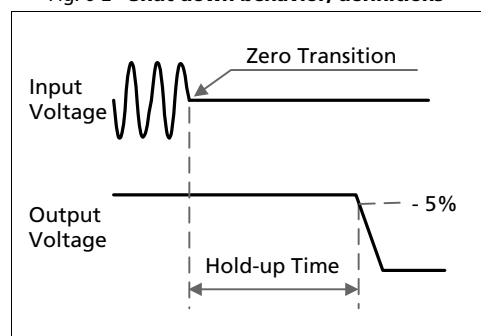 Fig. 6-2 Shut down behavior, definitions
Zero Transition
Input
Voltage
- 5%
Output
Voltage
Hold-up Time